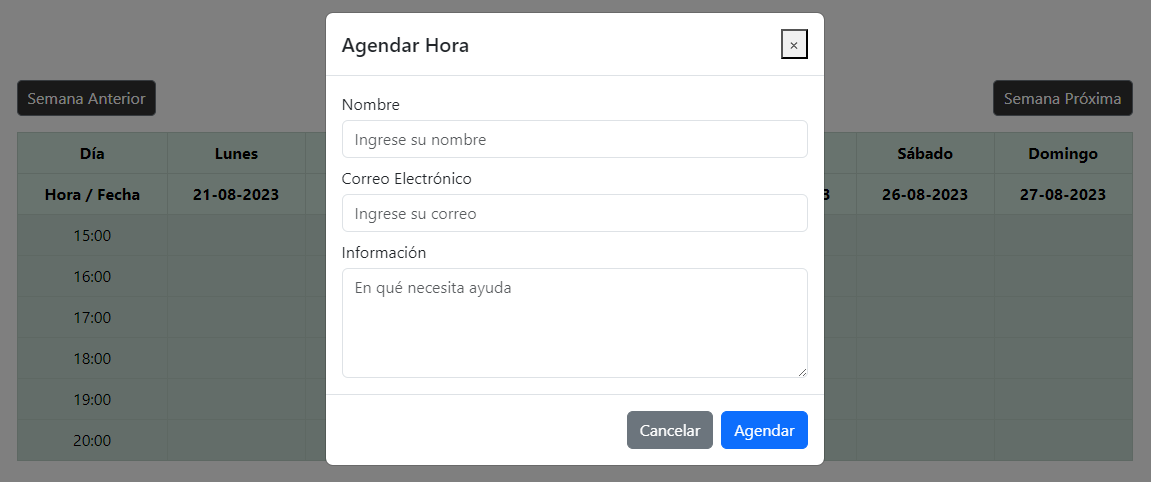 Agendar Hora
×
Semana Anterior
Semana Próxima
Nombre
Ingrese su nombre
Correo Electrónico
Ingrese su correo
Información
En qué necesita ayuda
Cancelar
Agendar
Día Lunes Sábado Domingo
Hora / Fecha 21-08-2023 3 26-08-2023 27-08-2023
15:00
16:00
17:00
18:00
19:00
20:00